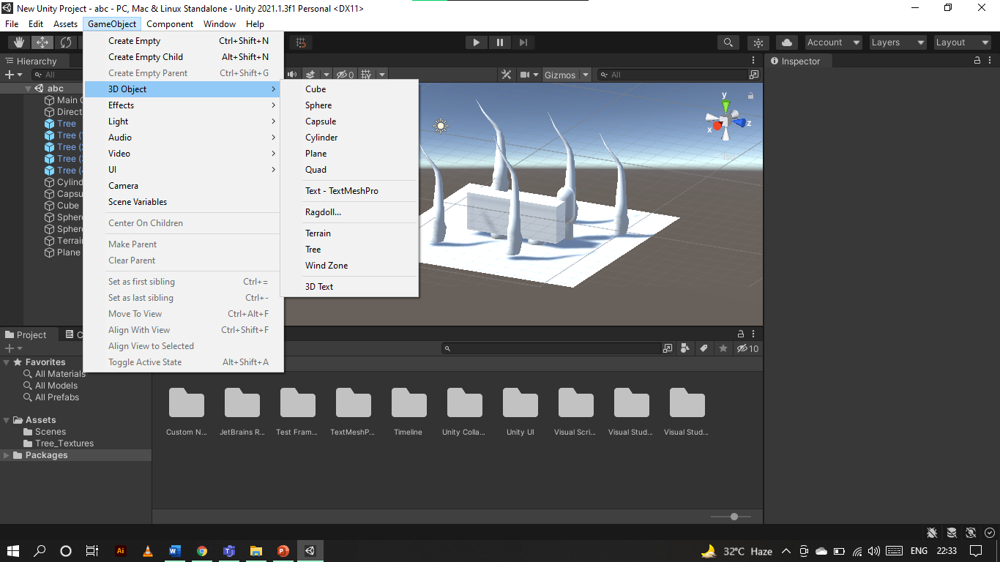 New Unity Project - abc - PC, Mac & Linux Standalone - Unity 2021.1.3f1 Personal <DX11>
File Edit Assets GameObject Component Window Help
Account Layers Layout
Hierarchy
All
abc
Main C
Direct
Tree
Tree (
Tree (
Tree (
Tree (
Cylind
Capsu
Cube
Sphere
Sphere
Terrain
Plane
Create Empty Ctrl+Shift+N
Create Empty Child Alt+Shift+N
Create Empty Parent Ctrl+Shift+G
3D Object
Effects
Light
Audio
Video
UI
Camera
Scene Variables
Center On Children
Make Parent
Clear Parent
Set as first sibling Ctrl+=
Set as last sibling Ctrl+-
Move To View Ctrl+Alt+F
Align With View Ctrl+Shift+F
Align View to Selected
Toggle Active State Alt+Shift+A
Cube
Sphere
Capsule
Cylinder
Plane
Quad
Text - TextMeshPro
Ragdoll...
Terrain
Tree
Wind Zone
3D Text
0
Gizmos
All
y
x
z
Inspector
Project
C
10
Favorites
All Materials
All Models
All Prefabs
Assets
Scenes
Tree_Textures
Packages
Custom N... JetBrains R... Test Fram... TextMeshP... Timeline Unity Colla... Unity UI Visual Scri... Visual Stud... Visual Stud...
Ai
32°C Haze ENG 22:33